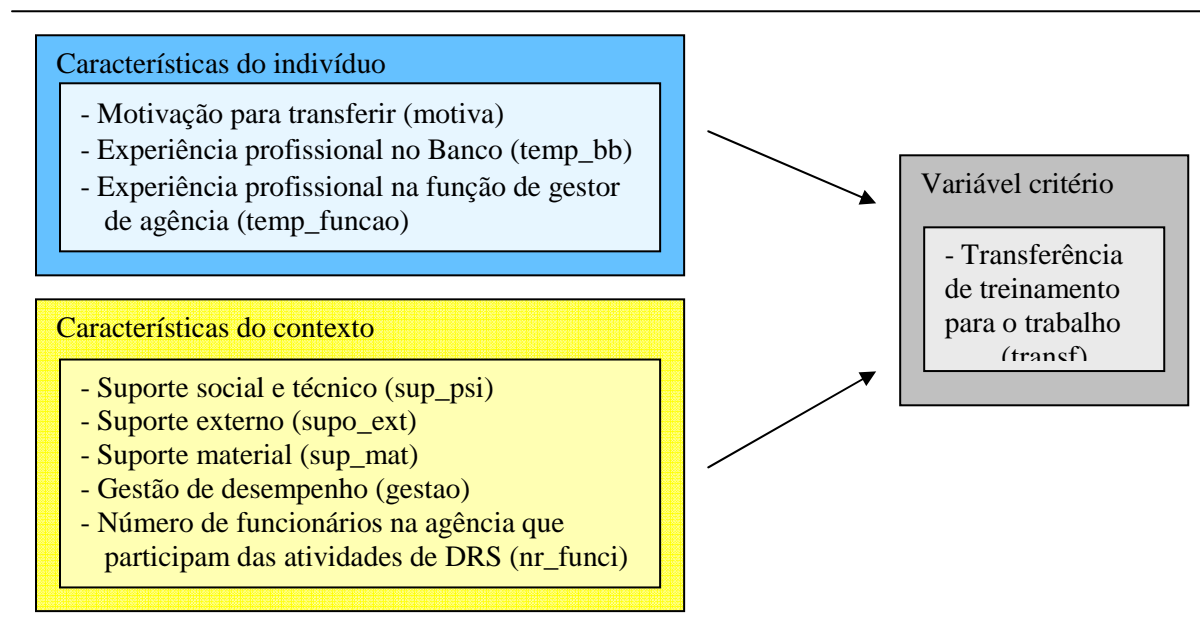 Características do indivíduo
- Motivação para transferir (motiva)
- Experiência profissional no Banco (temp_bb)
- Experiência profissional na função de gestor
de agência (temp_funcao)
Características do contexto
- Suporte social e técnico (sup_psi)
- Suporte externo (supo_ext)
- Suporte material (sup_mat)
- Gestão de desempenho (gestao)
- Número de funcionários na agência que
participam das atividades de DRS (nr_funci)
Variável critério
- Transferência
de treinamento
para o trabalho
(transf)